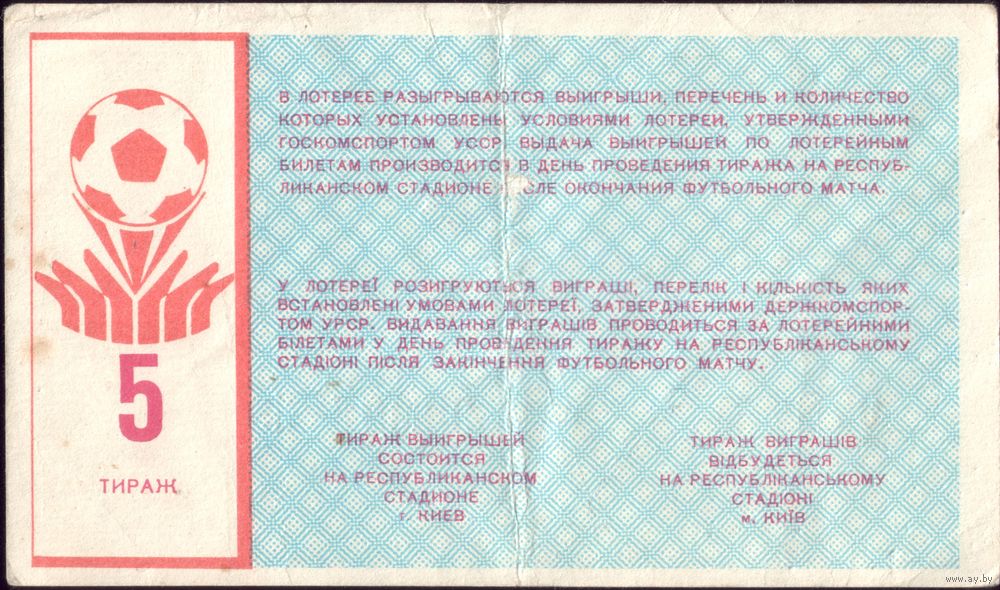 В ЛОТЕРЕЕ РАЗЫГРЫВАЮТСЯ ВЫИГРЫШИ, ПЕРЕЧЕНЬ И КОЛИЧЕСТВО
КОТОРЫХ УСТАНОВЛЕНЫ УСЛОВИЯМИ ЛОТЕРЕИ, УТВЕРЖДЕННЫМИ
ГОСКОМСПОРТОМ УССР. ВЫДАЧА ВЫИГРЫШЕЙ ПО ЛОТЕРЕЙНЫМ
БИЛЕТАМ ПРОИЗВОДИТСЯ В ДЕНЬ ПРОВЕДЕНИЯ ТИРАЖА НА РЕСПУБ-
ЛИКАНСКОМ СТАДИОНЕ ПОСЛЕ ОКОНЧАНИЯ ФУТБОЛЬНОГО МАТЧА.
У ЛОТЕРЕЇ РОЗИГРУЮТЬСЯ ВИГРАШІ, ПЕРЕЛІК І КІЛЬКІСТЬ ЯКИХ
ВСТАНОВЛЕНІ УМОВАМИ ЛОТЕРЕЇ, ЗАТВЕРДЖЕНИМИ ДЕРЖКОМСПОР-
ТОМ УРСР. ВИДАВАННЯ ВИГРАШІВ ПРОВОДИТЬСЯ ЗА ЛОТЕРЕЙНИМИ
БІЛЕТАМИ У ДЕНЬ ПРОВЕДЕННЯ ТИРАЖУ НА РЕСПУБЛІКАНСЬКОМУ
СТАДІОНІ ПІСЛЯ ЗАКІНЧЕННЯ ФУТБОЛЬНОГО МАТЧУ.
5
ТИРАЖ
ТИРАЖ ВЫИГРЫШЕЙ
СОСТОИТСЯ
НА РЕСПУБЛИКАНСКОМ
СТАДИОНЕ
г. КИЕВ
ТИРАЖ ВИГРАШІВ
ВІДБУДЕТЬСЯ
НА РЕСПУБЛІКАНСЬКОМУ
СТАДІОНІ
м. КИЇВ
www.ay.by